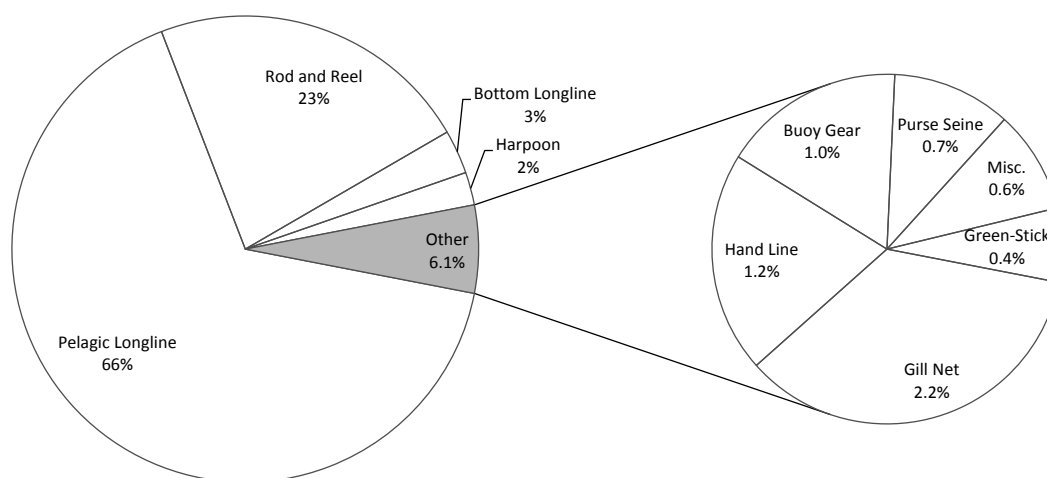 Rod and Reel
23%
Bottom Longline
3%
Harpoon
2%
Other
6.1%
Pelagic Longline
66%
Buoy Gear
1.0%
Purse Seine
0.7%
Misc.
0.6%
Green-Stick
0.4%
Hand Line
1.2%
Gill Net
2.2%